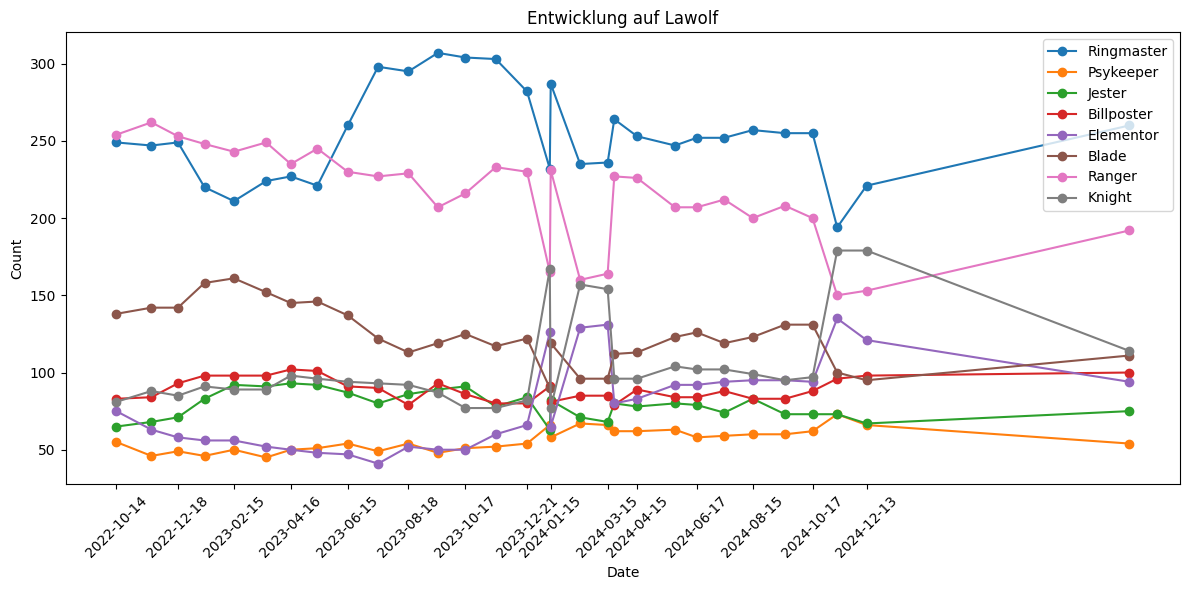 Entwicklung auf Lawolf
Ringmaster
Psykeeper
Jester
Billposter
Elementor
Blade
Ranger
Knight
300
250
200
150
100
50
Count
2022-10-14
2022-12-18
2023-02-15
2023-04-16
2023-06-15
2023-08-18
2023-10-17
2023-12-21
2024-01-15
2024-03-15
2024-04-15
2024-06-17
2024-08-15
2024-10-17
2024-12-13
Date